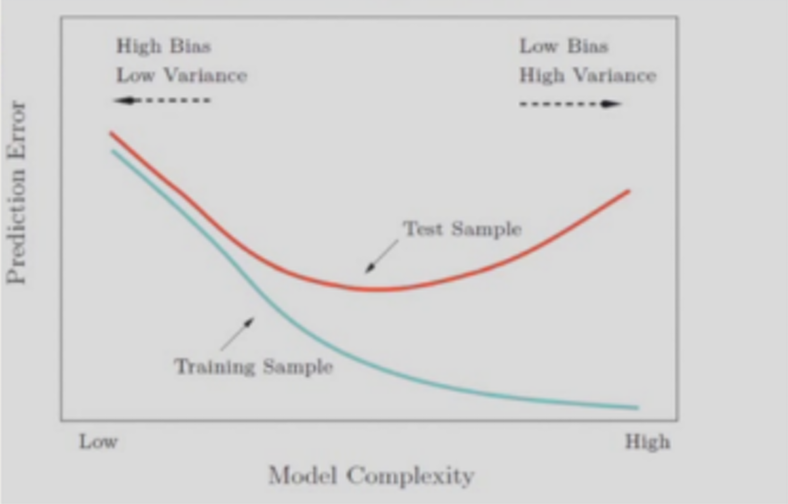 High Bias
Low Variance
Low Bias
High Variance
Prediction Error
Test Sample
Training Sample
Low
High
Model Complexity